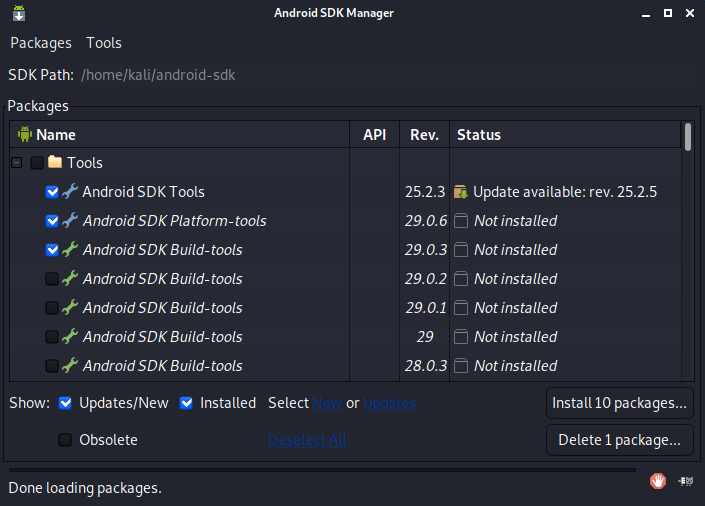 Android SDK Manager
Packages Tools
SDK Path: /home/kali/android-sdk
Packages
Name API Rev. Status
Tools
Android SDK Tools 25.2.3 Update available: rev. 25.2.5
Android SDK Platform-tools 29.0.6 Not installed
Android SDK Build-tools 29.0.3 Not installed
Android SDK Build-tools 29.0.2 Not installed
Android SDK Build-tools 29.0.1 Not installed
Android SDK Build-tools 29 Not installed
Android SDK Build-tools 28.0.3 Not installed
Show: Updates/New Installed Select New or Updates Install 10 packages...
Obsolete Deselect All Delete 1 package...
Done loading packages.